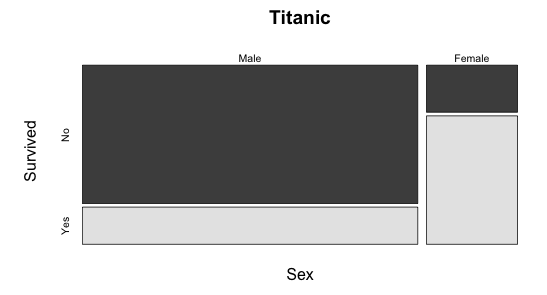 Titanic
Male
Female
Survived
No
Yes
Sex